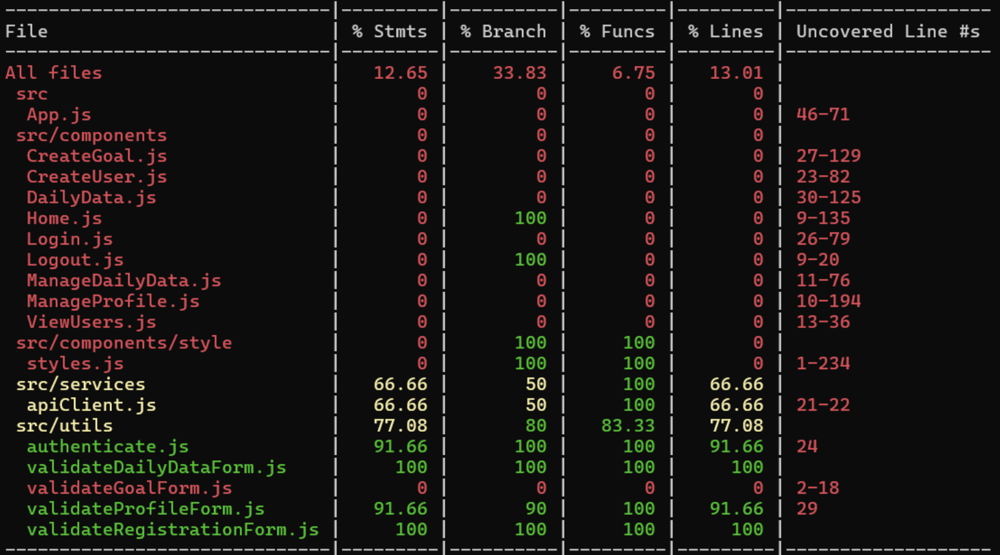 -------------------------------|---------|----------|---------|---------|-------------------
File                           | % Stmts | % Branch | % Funcs | % Lines | Uncovered Line #s
-------------------------------|---------|----------|---------|---------|-------------------
All files                      |   12.65 |    33.83 |    6.75 |   13.01 |
 src                           |       0 |        0 |       0 |       0 |
  App.js                       |       0 |        0 |       0 |       0 | 46-71
 src/components                |       0 |        0 |       0 |       0 |
  CreateGoal.js                |       0 |        0 |       0 |       0 | 27-129
  CreateUser.js                |       0 |        0 |       0 |       0 | 23-82
  DailyData.js                 |       0 |        0 |       0 |       0 | 30-125
  Home.js                      |       0 |      100 |       0 |       0 | 9-135
  Login.js                     |       0 |        0 |       0 |       0 | 26-79
  Logout.js                    |       0 |      100 |       0 |       0 | 9-20
  ManageDailyData.js           |       0 |        0 |       0 |       0 | 11-76
  ManageProfile.js             |       0 |        0 |       0 |       0 | 10-194
  ViewUsers.js                 |       0 |        0 |       0 |       0 | 13-36
 src/components/style          |       0 |      100 |     100 |       0 |
  styles.js                    |       0 |      100 |     100 |       0 | 1-234
 src/services                  |   66.66 |       50 |     100 |   66.66 |
  apiClient.js                 |   66.66 |       50 |     100 |   66.66 | 21-22
 src/utils                     |   77.08 |       80 |   83.33 |   77.08 |
  authenticate.js              |   91.66 |      100 |     100 |   91.66 | 24
  validateDailyDataForm.js     |     100 |      100 |     100 |     100 |
  validateGoalForm.js          |       0 |        0 |       0 |       0 | 2-18
  validateProfileForm.js       |   91.66 |       90 |     100 |   91.66 | 29
  validateRegistrationForm.js  |     100 |      100 |     100 |     100 |
-------------------------------|---------|----------|---------|---------|-------------------